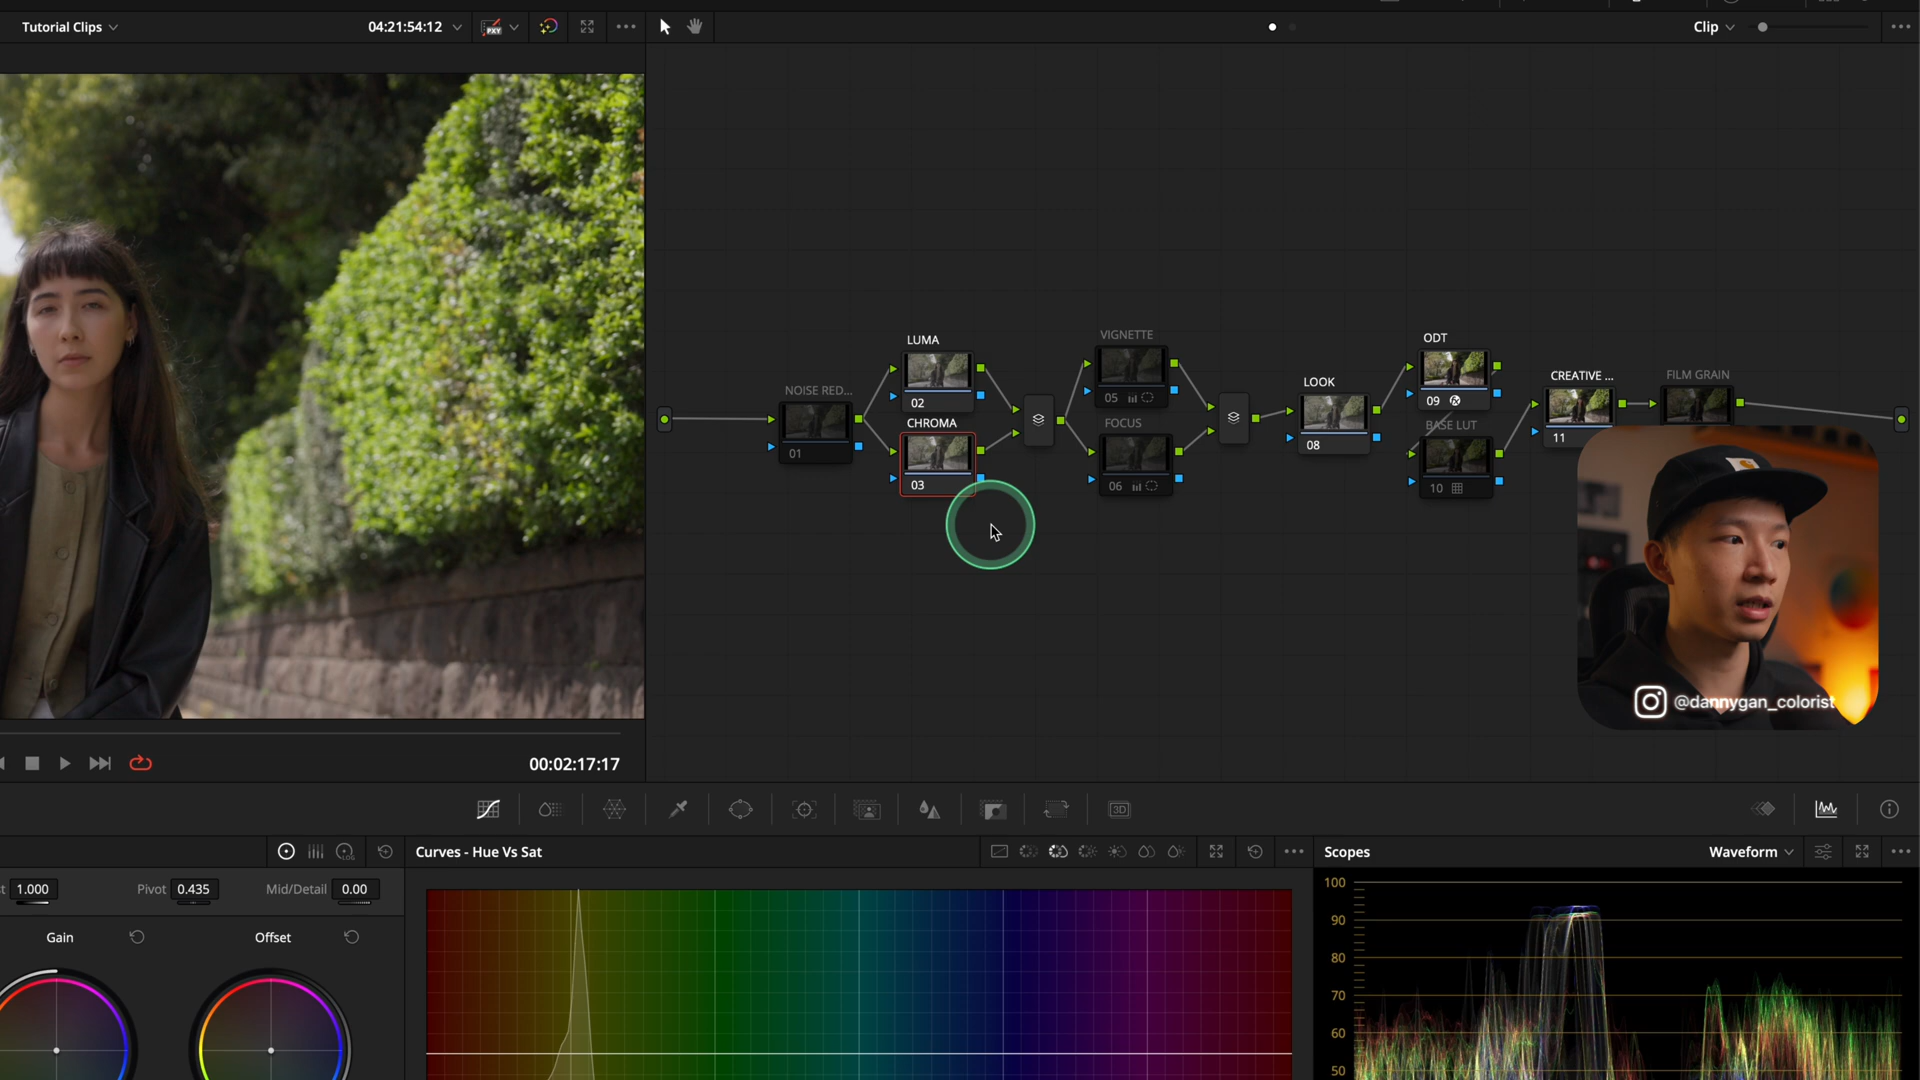 Tutorial Clips
04:21:54:12
PXY
Clip
LUMA
02
NOISE RED...
01
CHROMA
03
VIGNETTE
05
FOCUS
06
LOOK
08
ODT
09
BASE LUT
10
CREATIVE ...
11
FILM GRAIN
@dannygan_colorist
00:02:17:17
3D
Curves - Hue Vs Sat
Scopes
Waveform
t 1.000
Pivot 0.435
Mid/Detail 0.00
Gain
Offset
100
90
80
70
60
50